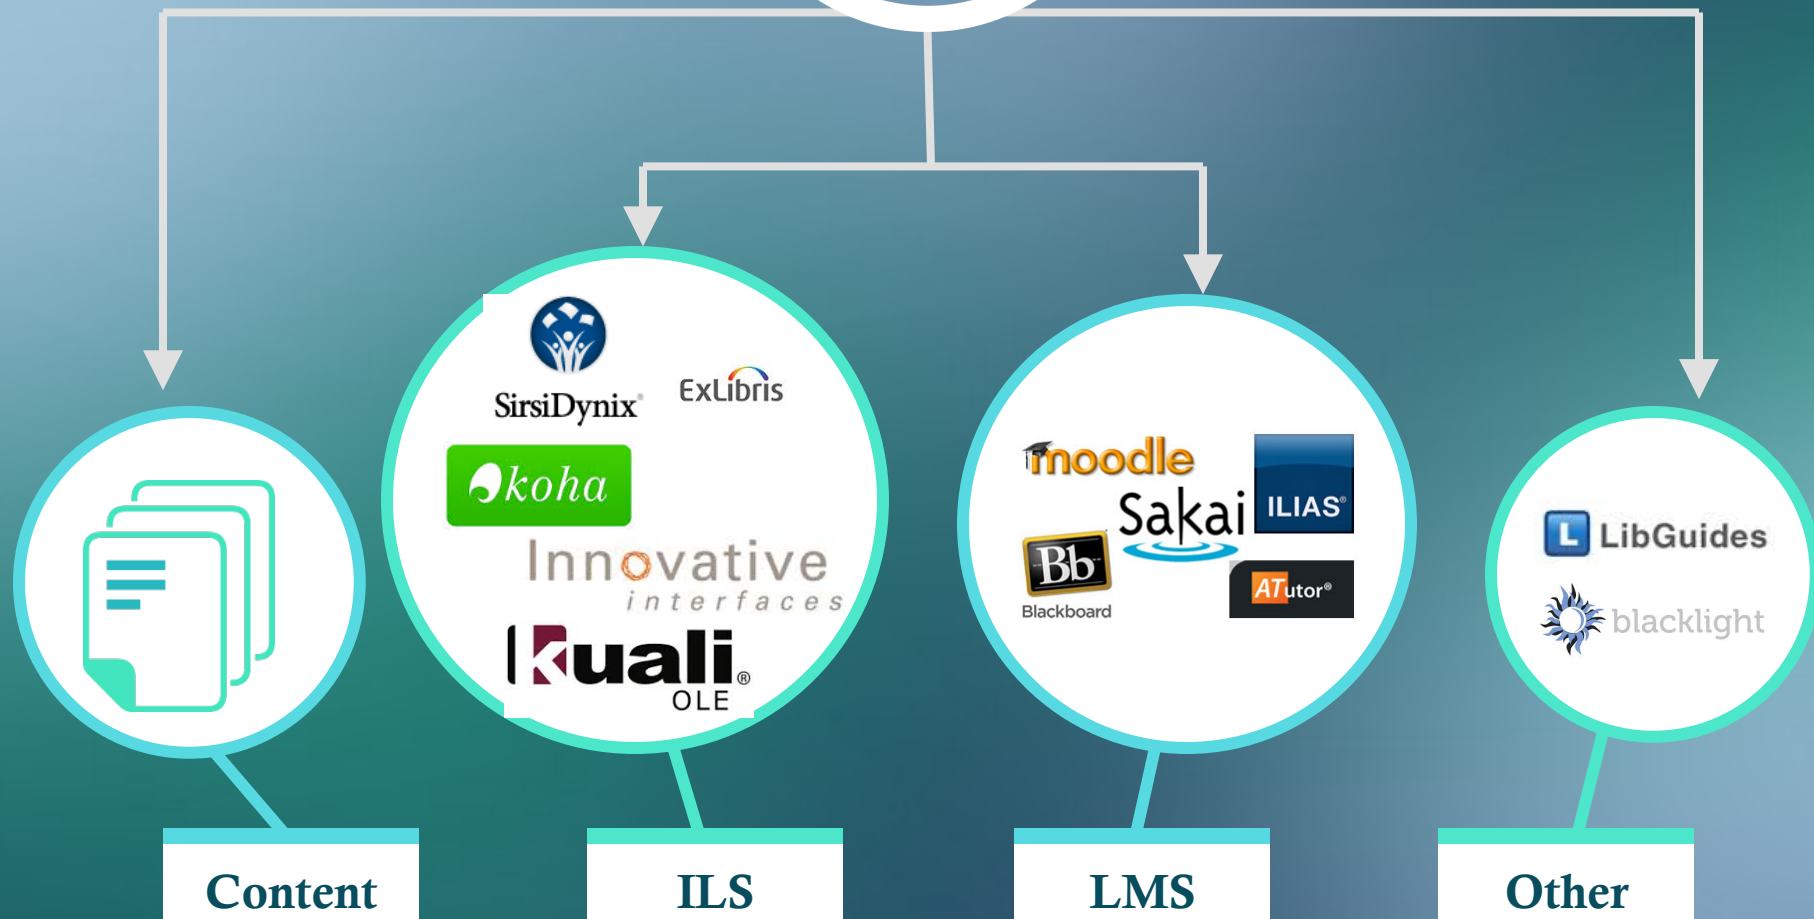 SirsiDynix®
ExLibris
koha
Innovative
interfaces
Kuali®
OLE
moodle
Sakai
ILIAS®
Bb
Blackboard
ATutor®
L LibGuides
blacklight
Content
ILS
LMS
Other